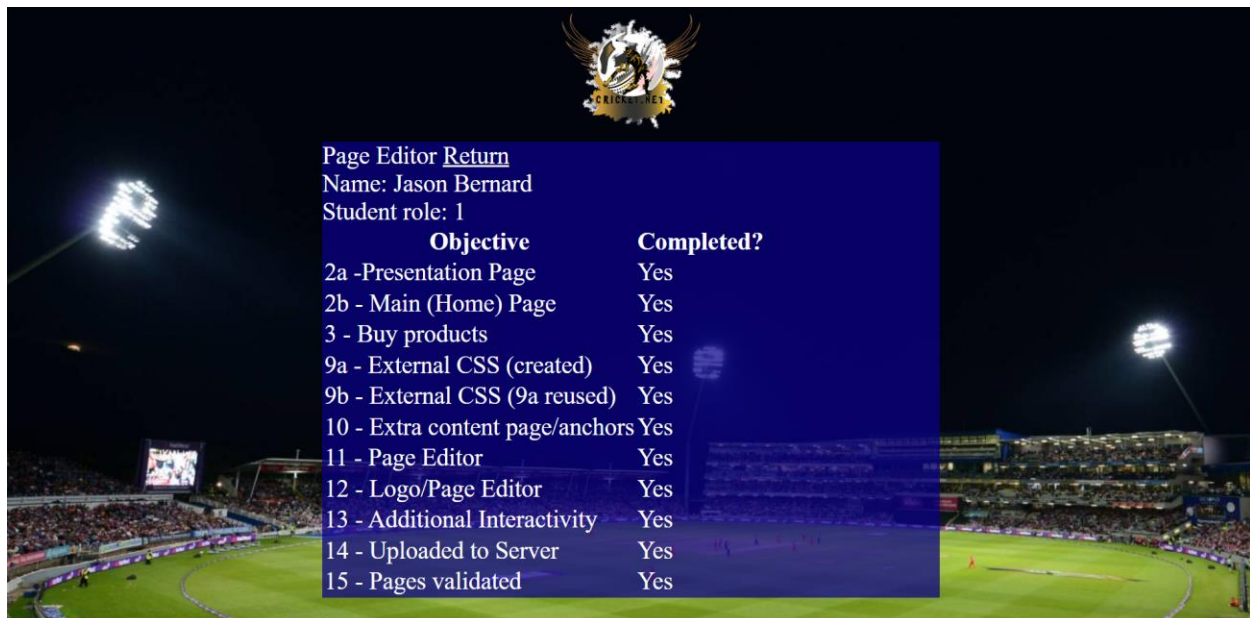 CRICKET.NET
Page Editor Return
Name: Jason Bernard
Student role: 1
Objective Completed?
2a -Presentation Page Yes
2b - Main (Home) Page Yes
3 - Buy products Yes
9a - External CSS (created) Yes
9b - External CSS (9a reused) Yes
10 - Extra content page/anchors Yes
11 - Page Editor Yes
12 - Logo/Page Editor Yes
13 - Additional Interactivity Yes
14 - Uploaded to Server Yes
15 - Pages validated Yes